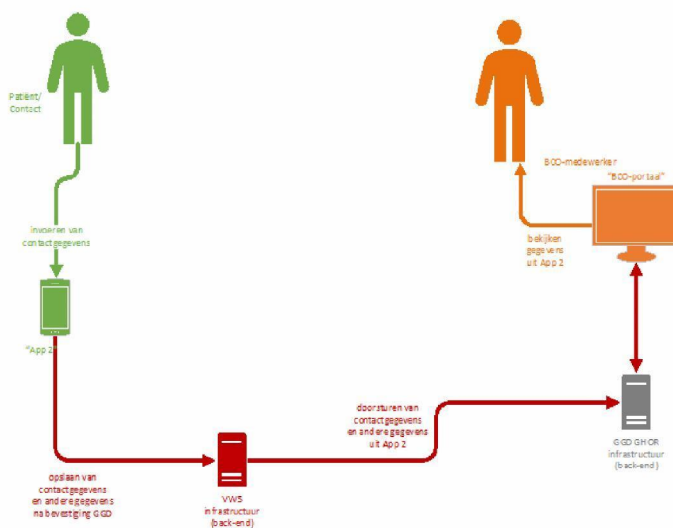 Patiënt/
Contact
invoeren van
contactgegevens
"App 2"
opslaan van
contactgegevens
en andere gegevens
na bevestiging GGD
VWS
infrastructuur
(back-end)
doorsturen van
contactgegevens
en andere gegevens
uit App 2
GGD GHOR
infrastructuur
(back-end)
BCO-medewerker
"BCO-portaal"
bekijken
gegevens
uit App 2